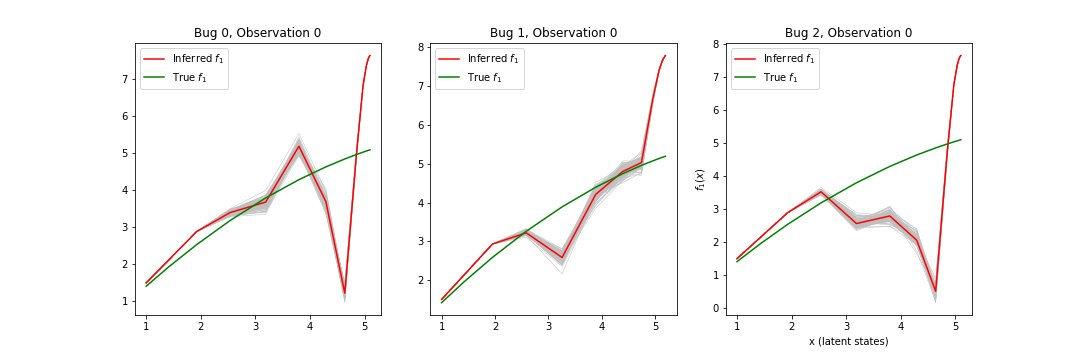 Bug 0, Observation 0
Inferred f₁
True f₁
7
6
5
4
3
2
1
1 2 3 4 5
Bug 1, Observation 0
Inferred f₁
True f₁
8
7
6
5
4
3
2
1 2 3 4 5
Bug 2, Observation 0
Inferred f₁
True f₁
f₁(x)
8
7
6
5
4
3
2
1
0
1 2 3 4 5
x (latent states)